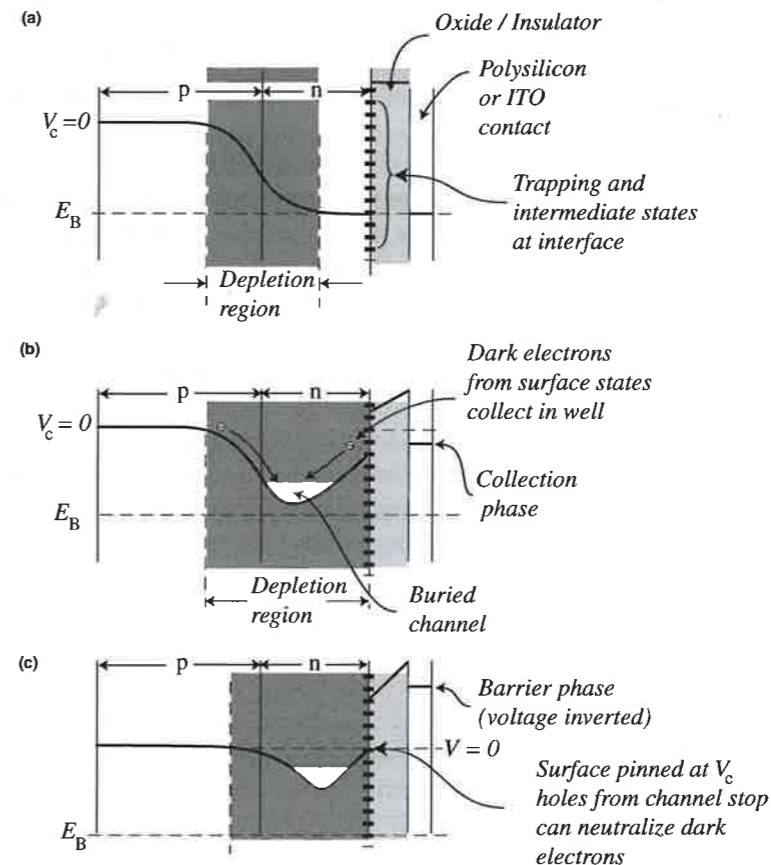 (a)
Oxide / Insulator
Polysilicon
or ITO
contact
p
n
V_c=0
E_B
Trapping and
intermediate states
at interface
Depletion
region
(b)
Dark electrons
from surface states
collect in well
p
n
V_c=0
E_B
Collection
phase
Depletion
region
Buried
channel
(c)
p
n
Barrier phase
(voltage inverted)
V=0
Surface pinned at V_c
holes from channel stop
can neutralize dark
electrons
E_B